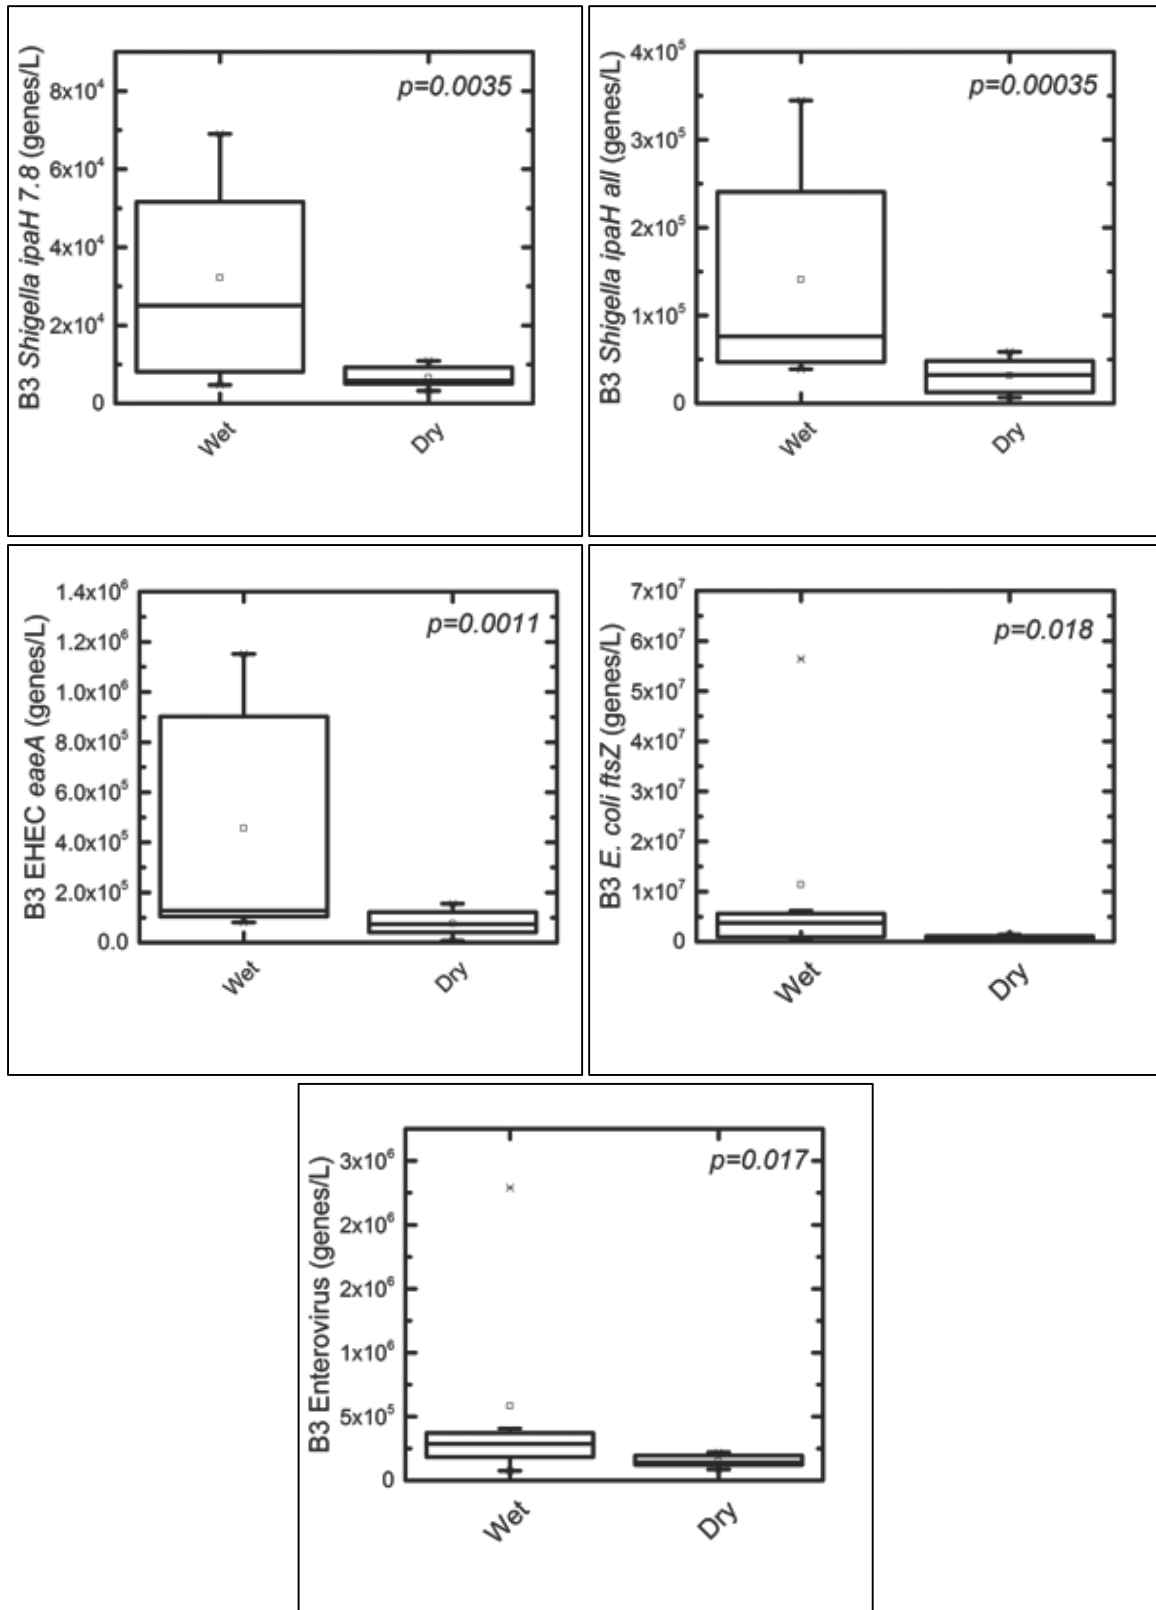 B3 Shigella ipaH 7.8 (genes/L)
8x10⁴
6x10⁴
4x10⁴
2x10⁴
0
p=0.0035
Wet
Dry
B3 Shigella ipaH all (genes/L)
4x10⁵
3x10⁵
2x10⁵
1x10⁵
0
p=0.00035
Wet
Dry
B3 EHEC eaeA (genes/L)
1.4x10⁶
1.2x10⁶
1.0x10⁶
8.0x10⁵
6.0x10⁵
4.0x10⁵
2.0x10⁵
0.0
p=0.0011
Wet
Dry
B3 E. coli ftsZ (genes/L)
7x10⁷
6x10⁷
5x10⁷
4x10⁷
3x10⁷
2x10⁷
1x10⁷
0
p=0.018
Wet
Dry
B3 Enterovirus (genes/L)
3x10⁶
2x10⁶
2x10⁶
1x10⁶
5x10⁵
0
p=0.017
Wet
Dry